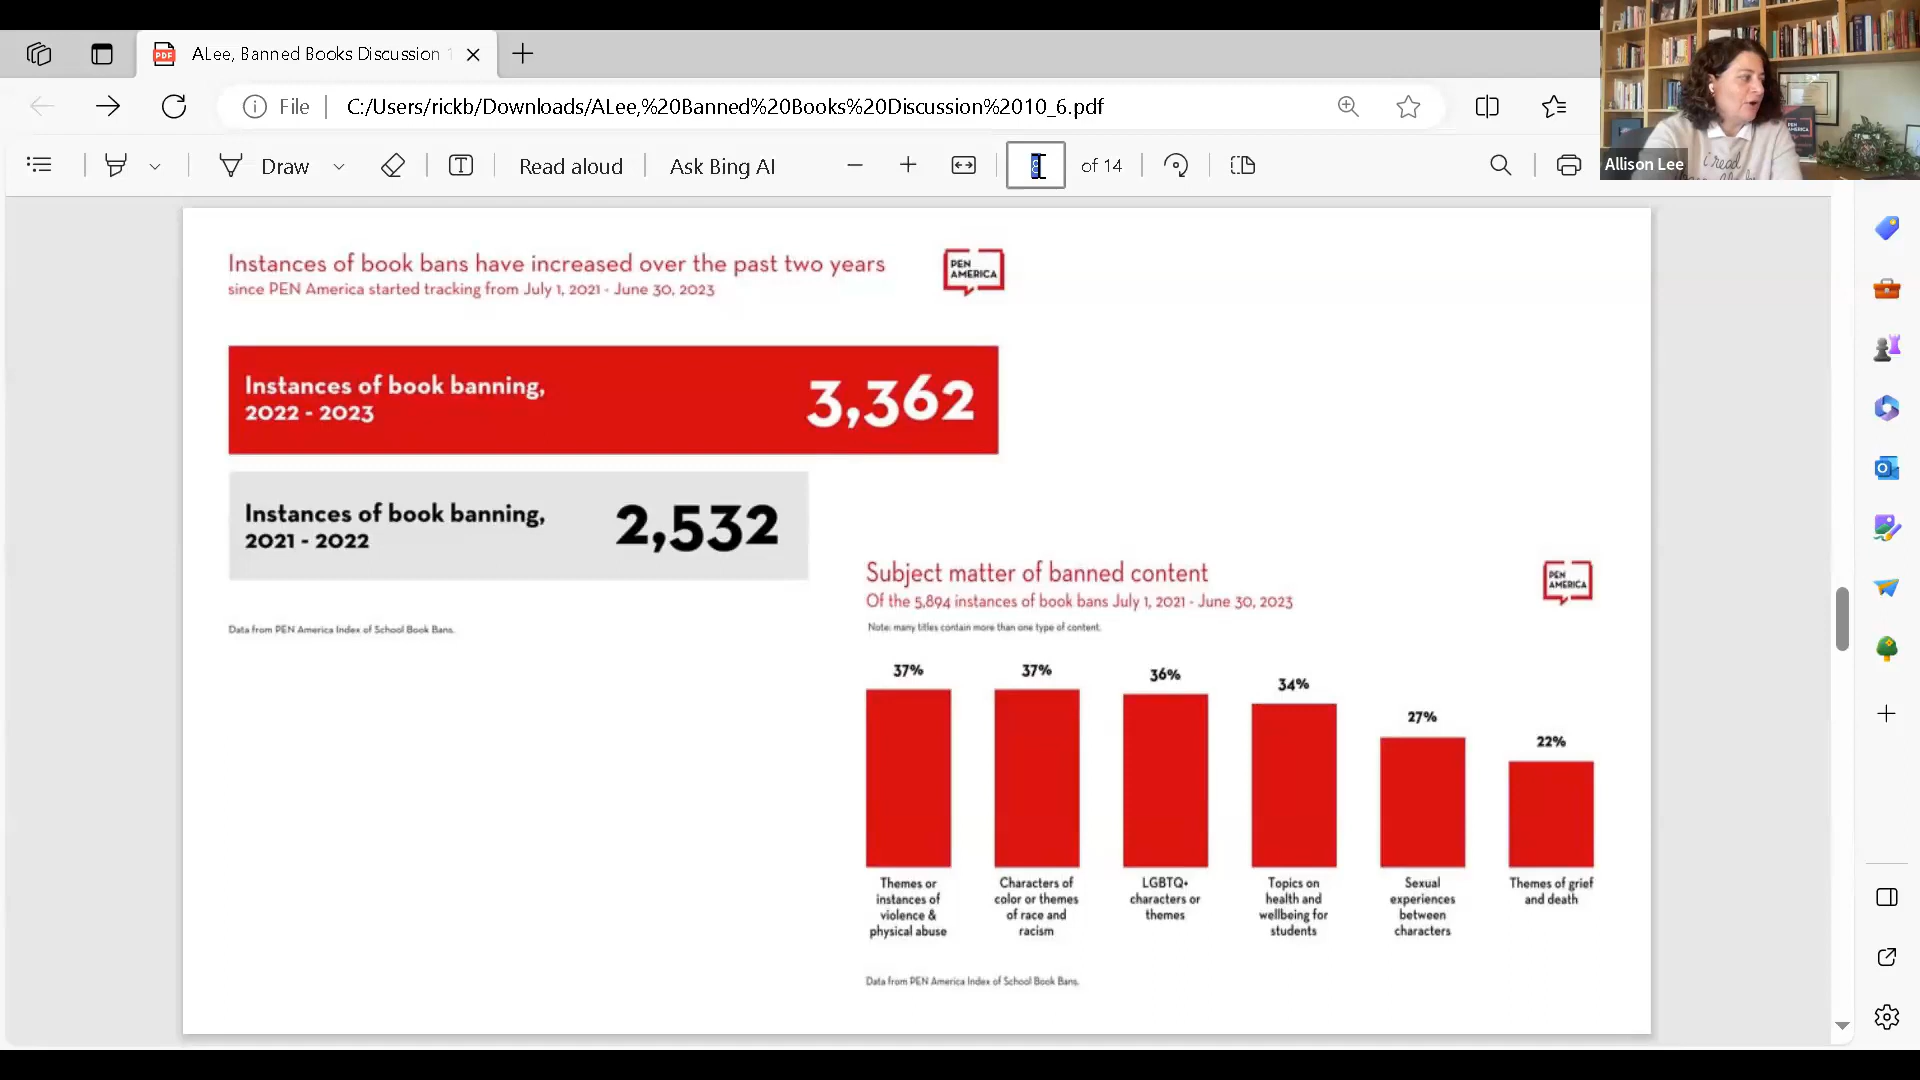 ALee, Banned Books Discussion 1
File
C:/Users/rickb/Downloads/ALee,%20Banned%20Books%20Discussion%2010_6.pdf
Draw
Read aloud
Ask Bing AI
8
of 14
Allison Lee
i read
Instances of book bans have increased over the past two years
since PEN America started tracking from July 1, 2021 - June 30, 2023
PEN
AMERICA
Instances of book banning,
2022 - 2023
3,362
Instances of book banning,
2021 - 2022
2,532
Data from PEN America Index of School Book Bans.
Subject matter of banned content
Of the 5,894 instances of book bans July 1, 2021 - June 30, 2023
Note: many titles contain more than one type of content.
PEN
AMERICA
37%
37%
36%
34%
27%
22%
Themes or
instances of
violence &
physical abuse
Characters of
color or themes
of race and
racism
LGBTQ+
characters or
themes
Topics on
health and
wellbeing for
students
Sexual
experiences
between
characters
Themes of grief
and death
Data from PEN America Index of School Book Bans.